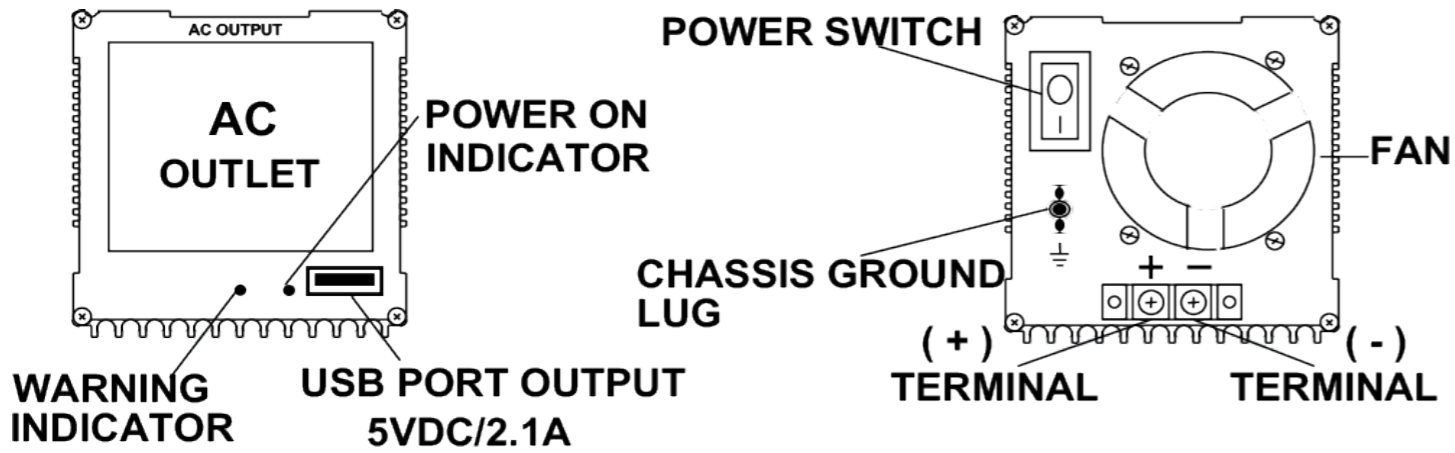 AC OUTPUT
AC
OUTLET
POWER ON
INDICATOR
WARNING
INDICATOR
USB PORT OUTPUT
5VDC/2.1A
POWER SWITCH
FAN
CHASSIS GROUND
LUG
+ −
( + )
TERMINAL
( - )
TERMINAL